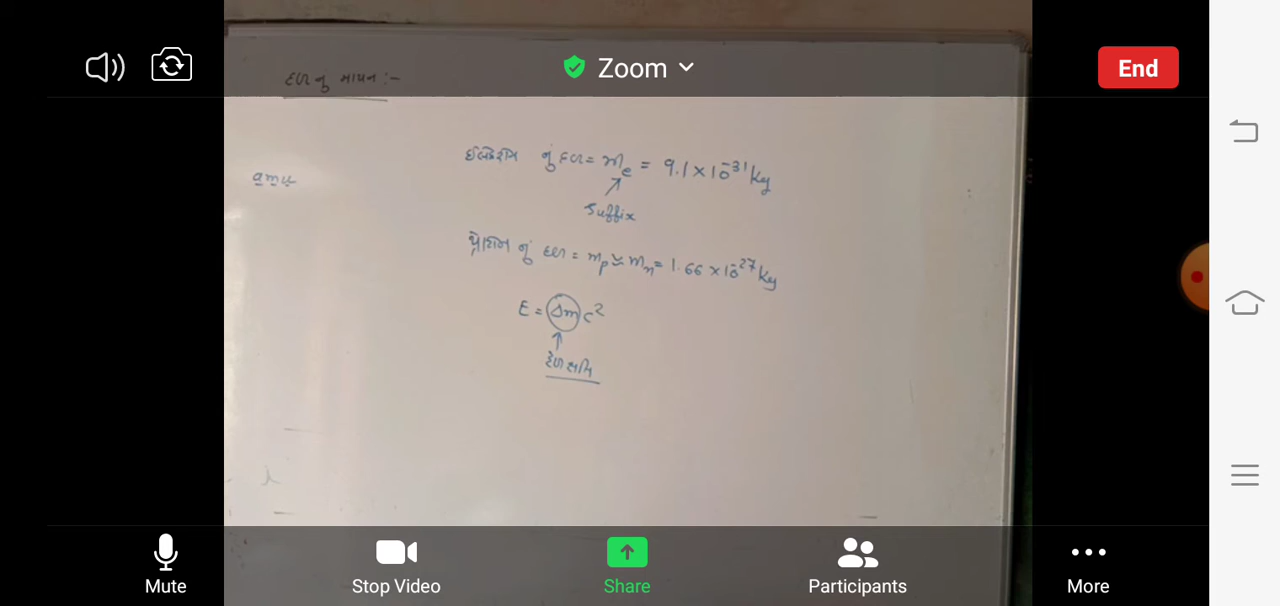 Zoom
End
દળનું માપન :-
ઈલેક્ટ્રોન નું દળ = mₑ = 9.1 × 10⁻³¹ kg
Suffix
પ્રોટોન નું દળ = mₚ ≃ mₙ = 1.66 × 10⁻²⁷ kg
E = Δm c²
Mute
Stop Video
Share
Participants
More